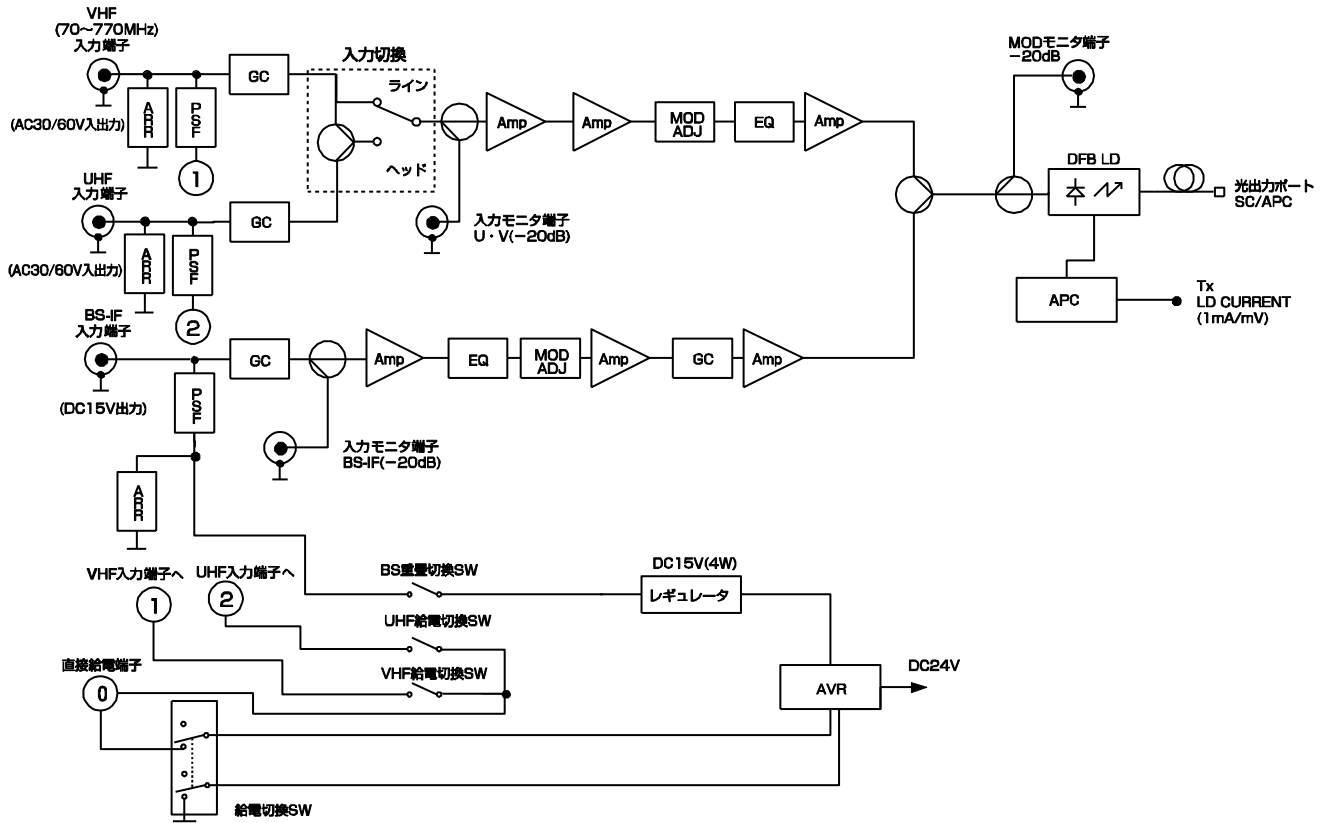 VHF
(70～770MHz)
入力端子
GC
入力切換
ライン
ヘッド
(AC30/60V入出力)
ARR
PSF
1
Amp
Amp
MOD
ADJ
EQ
Amp
MODモニタ端子
－20dB
DFB LD
光出力ポート
SC/APC
UHF
入力端子
GC
(AC30/60V入出力)
ARR
PSF
2
入力モニタ端子
U・V(－20dB)
APC
Tx
LD CURRENT
(1mA/mV)
BS-IF
入力端子
GC
Amp
EQ
MOD
ADJ
Amp
GC
Amp
(DC15V出力)
PSF
入力モニタ端子
BS-IF(－20dB)
ARR
VHF入力端子へ
1
UHF入力端子へ
2
BS重畳切換SW
DC15V(4W)
レギュレータ
UHF給電切換SW
VHF給電切換SW
直接給電端子
0
AVR
DC24V
給電切換SW